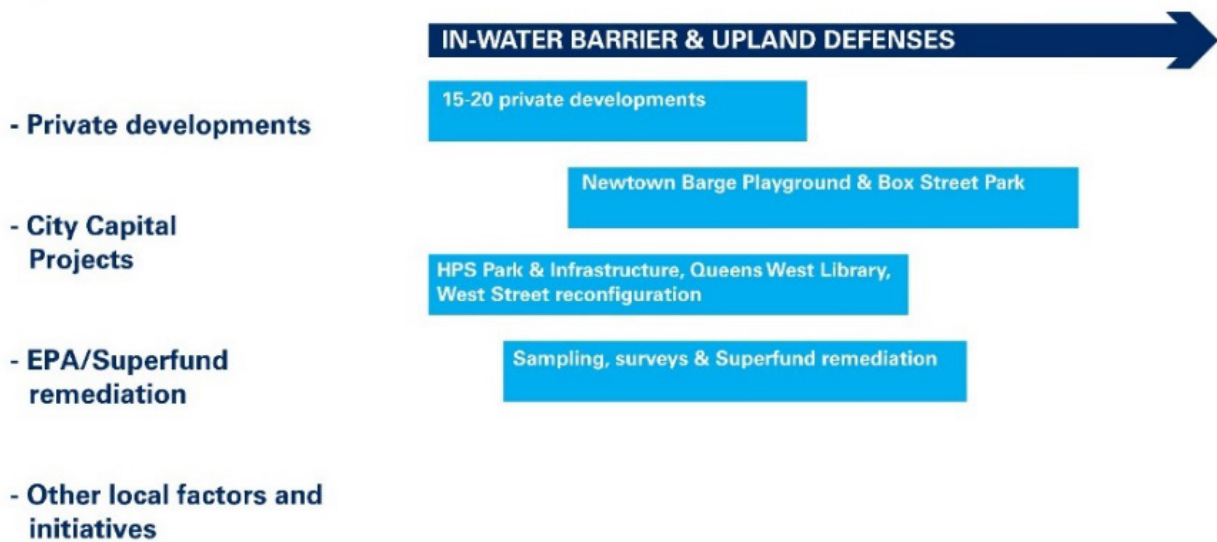 IN-WATER BARRIER & UPLAND DEFENSES
- Private developments
15-20 private developments
Newtown Barge Playground & Box Street Park
- City Capital
Projects
HPS Park & Infrastructure, Queens West Library,
West Street reconfiguration
- EPA/Superfund
remediation
Sampling, surveys & Superfund remediation
- Other local factors and
initiatives